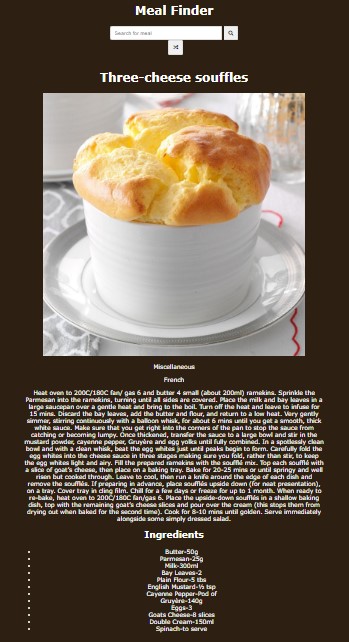 Meal Finder
Search for meal
Three-cheese souffles
Miscellaneous
French
Heat oven to 200C/180C fan/ gas 6 and butter 4 small (about 200ml) ramekins. Sprinkle the
Parmesan into the ramekins, turning until all sides are covered. Place the milk and bay leaves in a
large saucepan over a gentle heat and bring to the boil. Turn off the heat and leave to infuse for
15 mins. Discard the bay leaves, add the butter and flour, and return to a low heat. Very gently
simmer, stirring continuously with a balloon whisk, for about 6 mins until you get a smooth, thick
white sauce. Make sure that you get right into the corners of the pan to stop the sauce from
catching or becoming lumpy. Once thickened, transfer the sauce to a large bowl and stir in the
mustard powder, cayenne pepper, Gruyère and egg yolks until fully combined. In a spotlessly clean
bowl and with a clean whisk, beat the egg whites just until peaks begin to form. Carefully fold the
egg whites into the cheese sauce in three stages making sure you fold, rather than stir, to keep
the egg whites light and airy. Fill the prepared ramekins with the soufflé mix. Top each soufflé with
a slice of goat's cheese, then place on a baking tray. Bake for 20-25 mins or until springy and well
risen but cooked through. Leave to cool, then run a knife around the edge of each dish and
remove the soufflés. If preparing in advance, place soufflés upside down (for neat presentation),
on a tray. Cover tray in cling film. Chill for a few days or freeze for up to 1 month. When ready to
re-bake, heat oven to 200C/180C fan/gas 6. Place the upside-down soufflés in a shallow baking
dish, top with the remaining goat's cheese slices and pour over the cream (this stops them from
drying out when baked for the second time). Cook for 8-10 mins until golden. Serve immediately
alongside some simply dressed salad.
Ingredients
Butter-50g
Parmesan-25g
Milk-300ml
Bay Leaves-2
Plain Flour-5 tbs
English Mustard-½ tsp
Cayenne Pepper-Pod of
Gruyère-140g
Eggs-3
Goats Cheese-8 slices
Double Cream-150ml
Spinach-to serve